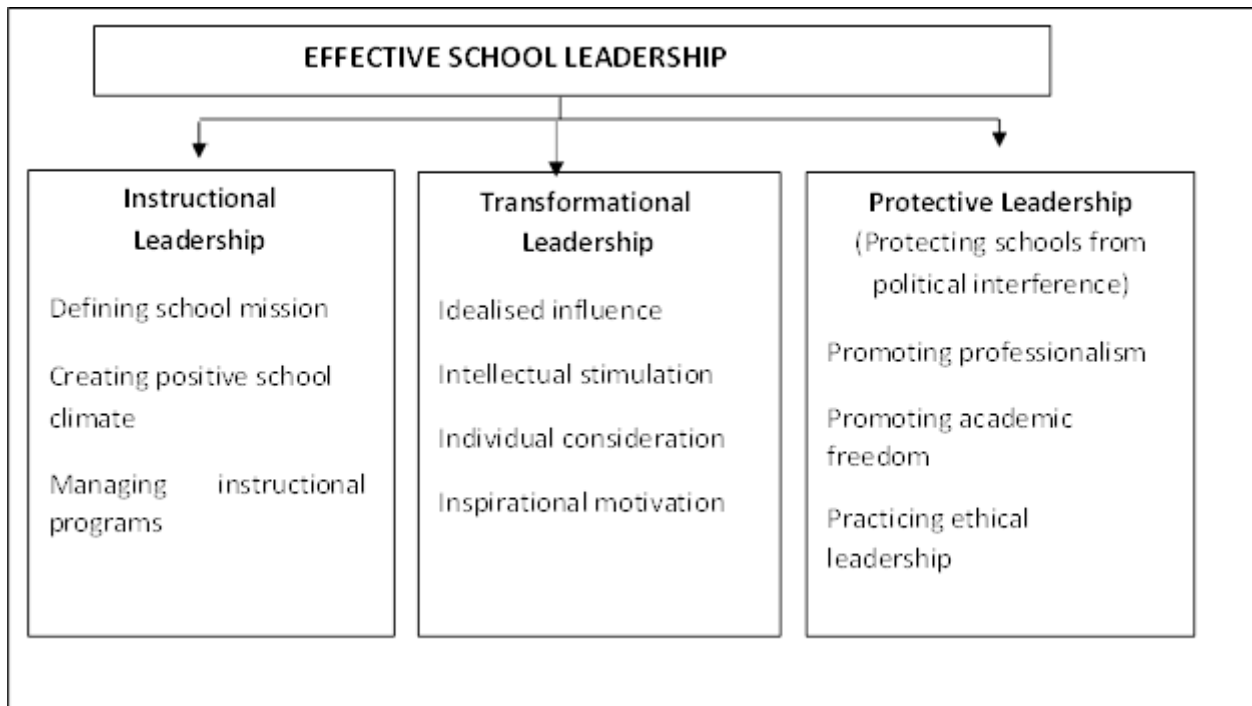 EFFECTIVE SCHOOL LEADERSHIP
Instructional
Leadership
Defining school mission
Creating positive school
climate
Managing instructional
programs
Transformational
Leadership
Idealised influence
Intellectual stimulation
Individual consideration
Inspirational motivation
Protective Leadership
(Protecting schools from
political interference)
Promoting professionalism
Promoting academic
freedom
Practicing ethical
leadership